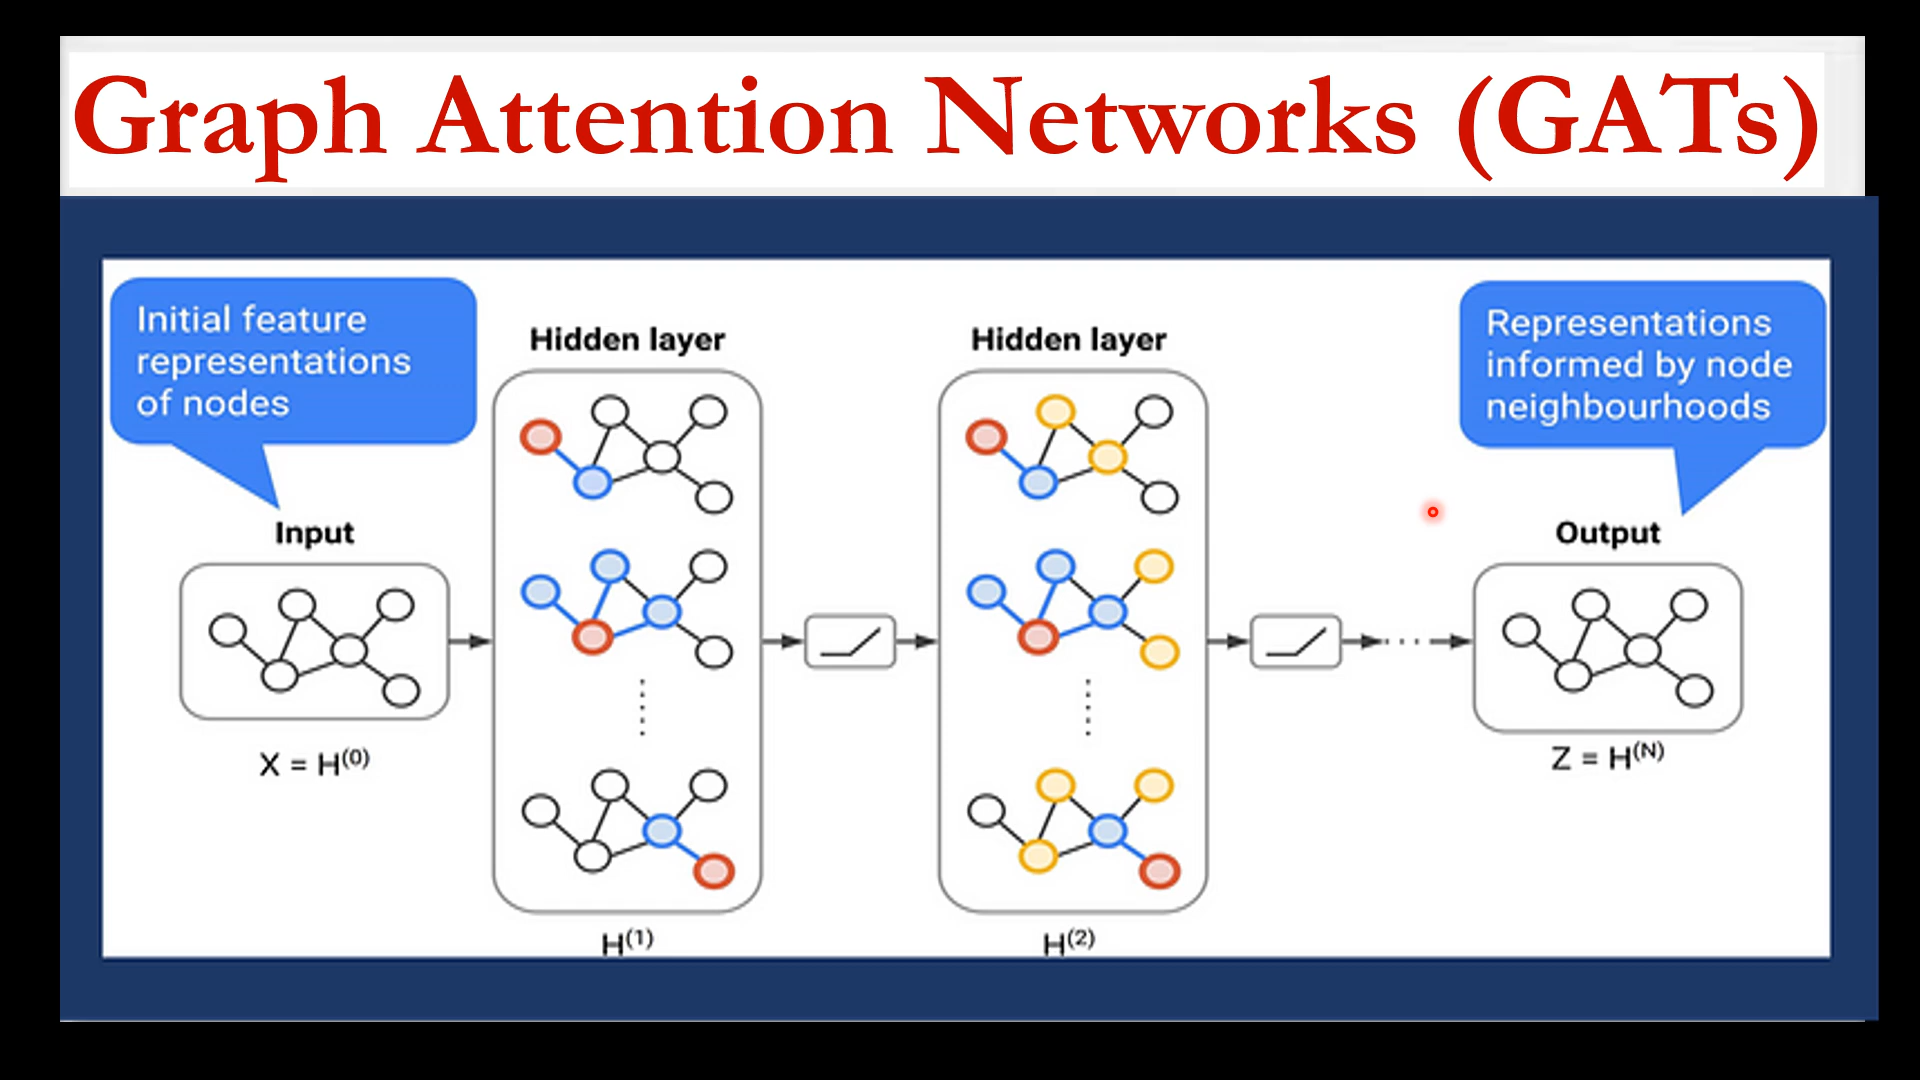 Graph Attention Networks (GATs)
Initial feature
representations
of nodes
Input
X = H⁽⁰⁾
Hidden layer
H⁽¹⁾
Hidden layer
H⁽²⁾
Representations
informed by node
neighbourhoods
Output
Z = H⁽ᴺ⁾